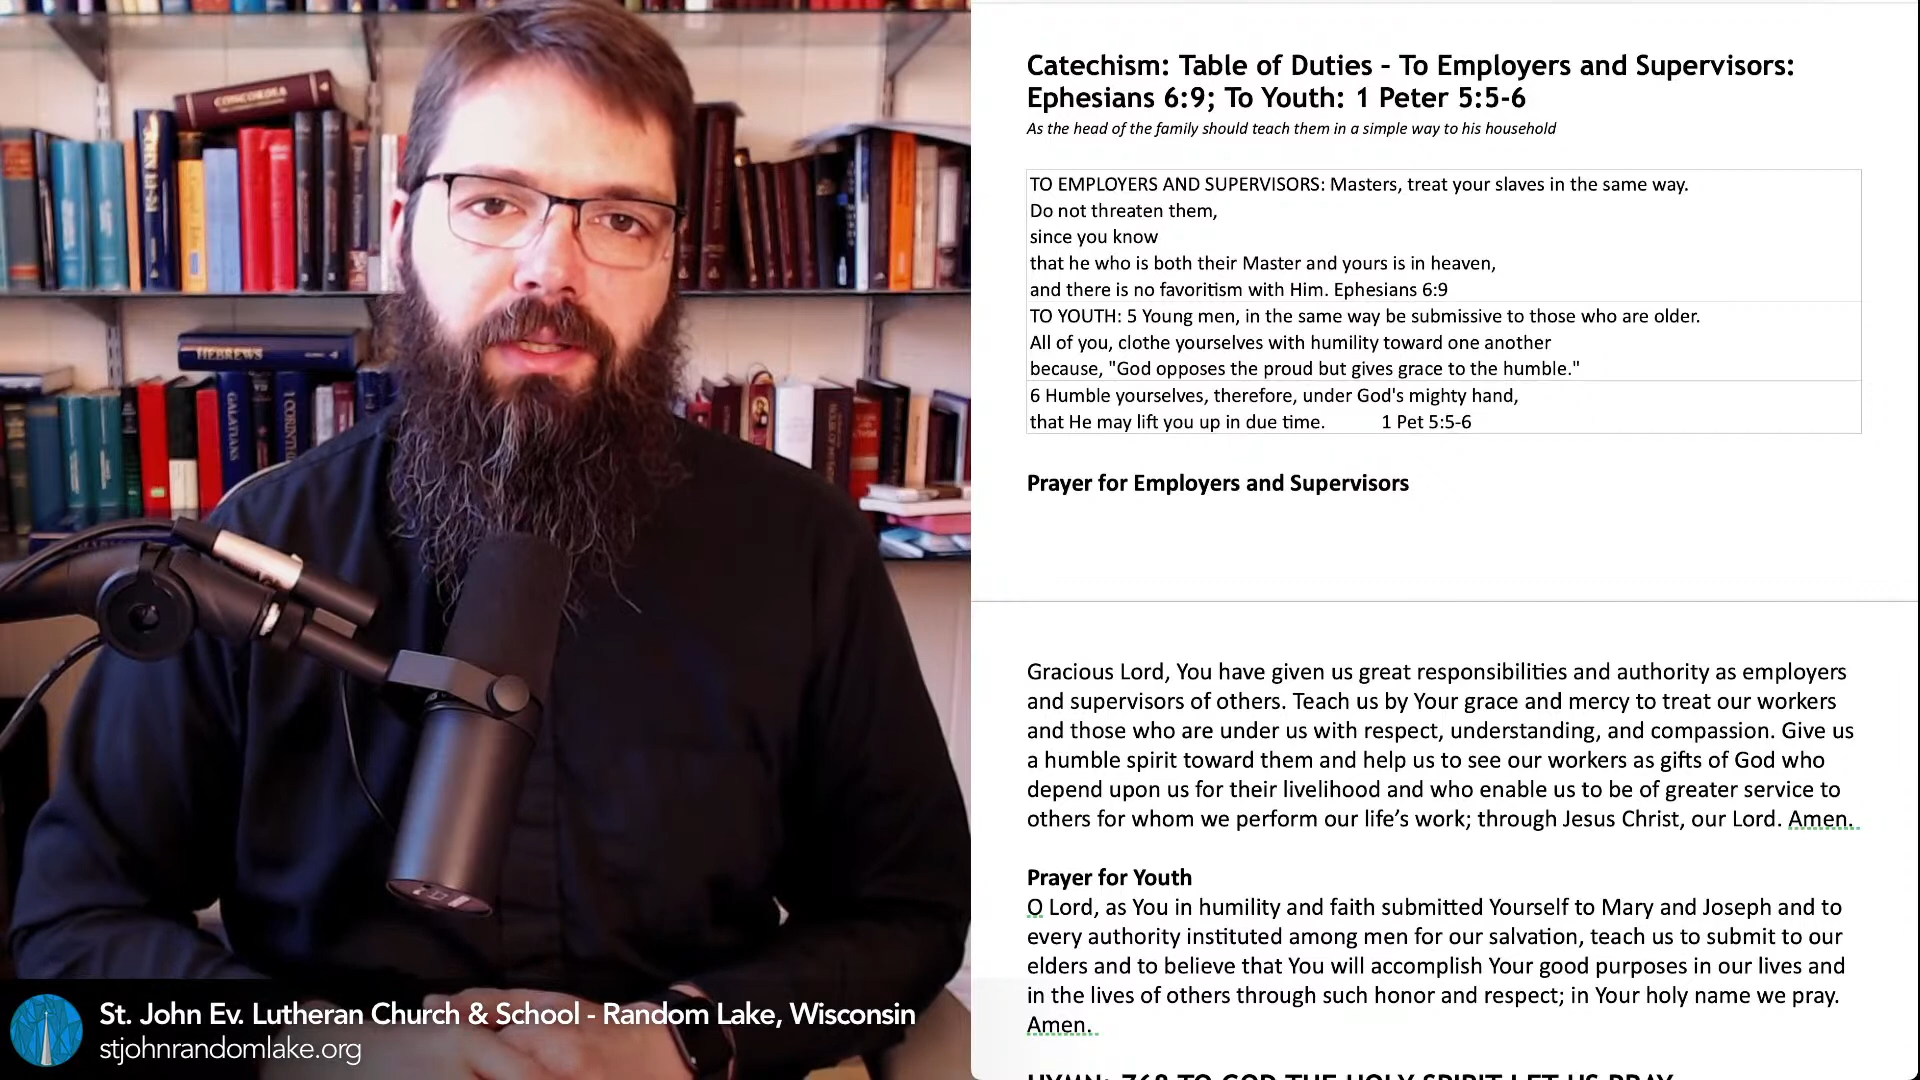 CONCORDIA
HEBREWS
GALATIANS
Catechism: Table of Duties - To Employers and Supervisors:
Ephesians 6:9; To Youth: 1 Peter 5:5-6
As the head of the family should teach them in a simple way to his household
TO EMPLOYERS AND SUPERVISORS: Masters, treat your slaves in the same way.
Do not threaten them,
since you know
that he who is both their Master and yours is in heaven,
and there is no favoritism with Him. Ephesians 6:9
TO YOUTH: 5 Young men, in the same way be submissive to those who are older.
All of you, clothe yourselves with humility toward one another
because, "God opposes the proud but gives grace to the humble."
6 Humble yourselves, therefore, under God's mighty hand,
that He may lift you up in due time. 1 Pet 5:5-6
Prayer for Employers and Supervisors
Gracious Lord, You have given us great responsibilities and authority as employers
and supervisors of others. Teach us by Your grace and mercy to treat our workers
and those who are under us with respect, understanding, and compassion. Give us
a humble spirit toward them and help us to see our workers as gifts of God who
depend upon us for their livelihood and who enable us to be of greater service to
others for whom we perform our life’s work; through Jesus Christ, our Lord. Amen.
Prayer for Youth
O Lord, as You in humility and faith submitted Yourself to Mary and Joseph and to
every authority instituted among men for our salvation, teach us to submit to our
elders and to believe that You will accomplish Your good purposes in our lives and
in the lives of others through such honor and respect; in Your holy name we pray.
Amen.
HYMN: 768 TO GOD THE HOLY SPIRIT LET US PRAY
St. John Ev. Lutheran Church & School - Random Lake, Wisconsin
stjohnrandomlake.org